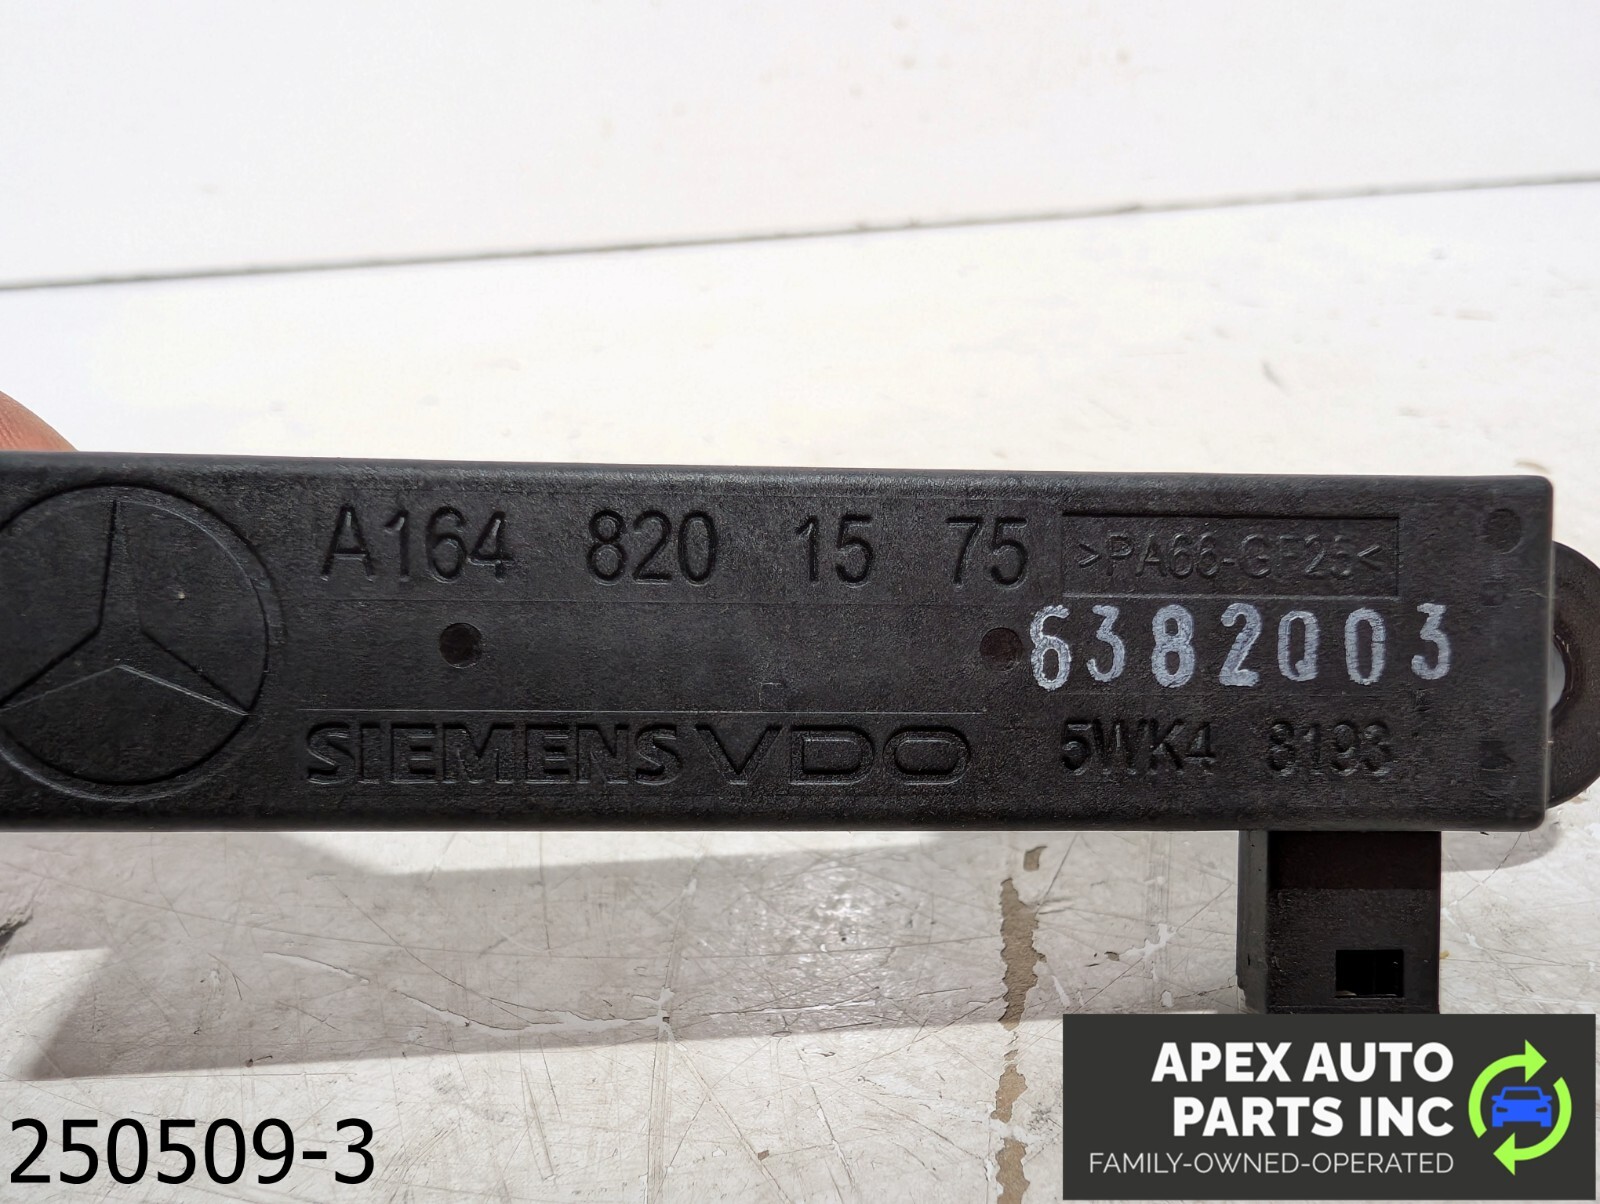 A164 820 15 75
>PA66-GF25<
6382003
SIEMENS VDO
5WK4 8193
250509-3
APEX AUTO
PARTS INC
FAMILY-OWNED-OPERATED